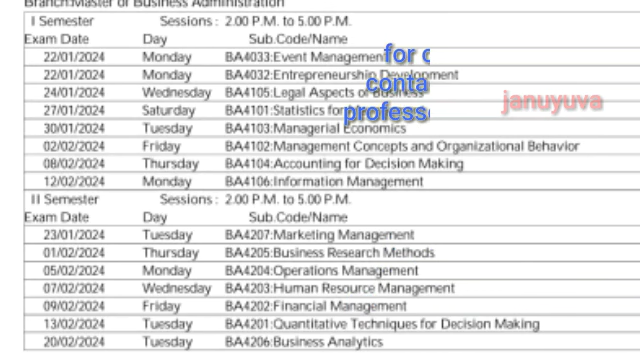 Branch:Master of Business Administration
I Semester Sessions : 2.00 P.M. to 5.00 P.M.
Exam Date Day Sub.Code/Name
22/01/2024 Monday BA4033:Event Management
for c
22/01/2024 Monday BA4032:Entrepreneurship Development
conta
24/01/2024 Wednesday BA4105:Legal Aspects of Business
januyuva
27/01/2024 Saturday BA4101:Statistics for
profess
30/01/2024 Tuesday BA4103:Managerial Economics
02/02/2024 Friday BA4102:Management Concepts and Organizational Behavior
08/02/2024 Thursday BA4104:Accounting for Decision Making
12/02/2024 Monday BA4106:Information Management
II Semester Sessions : 2.00 P.M. to 5.00 P.M.
Exam Date Day Sub.Code/Name
23/01/2024 Tuesday BA4207:Marketing Management
01/02/2024 Thursday BA4205:Business Research Methods
05/02/2024 Monday BA4204:Operations Management
07/02/2024 Wednesday BA4203:Human Resource Management
09/02/2024 Friday BA4202:Financial Management
13/02/2024 Tuesday BA4201:Quantitative Techniques for Decision Making
20/02/2024 Tuesday BA4206:Business Analytics